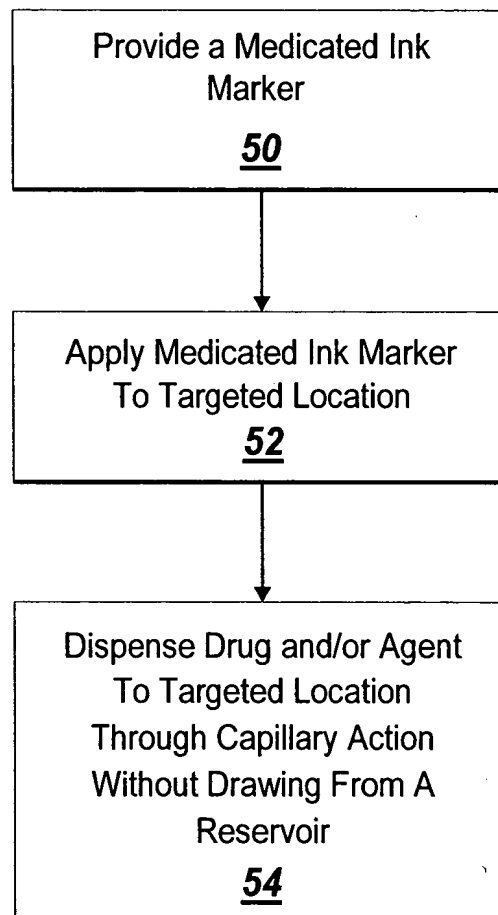 Provide a Medicated Ink
Marker
50
Apply Medicated Ink Marker
To Targeted Location
52
Dispense Drug and/or Agent
To Targeted Location
Through Capillary Action
Without Drawing From A
Reservoir
54